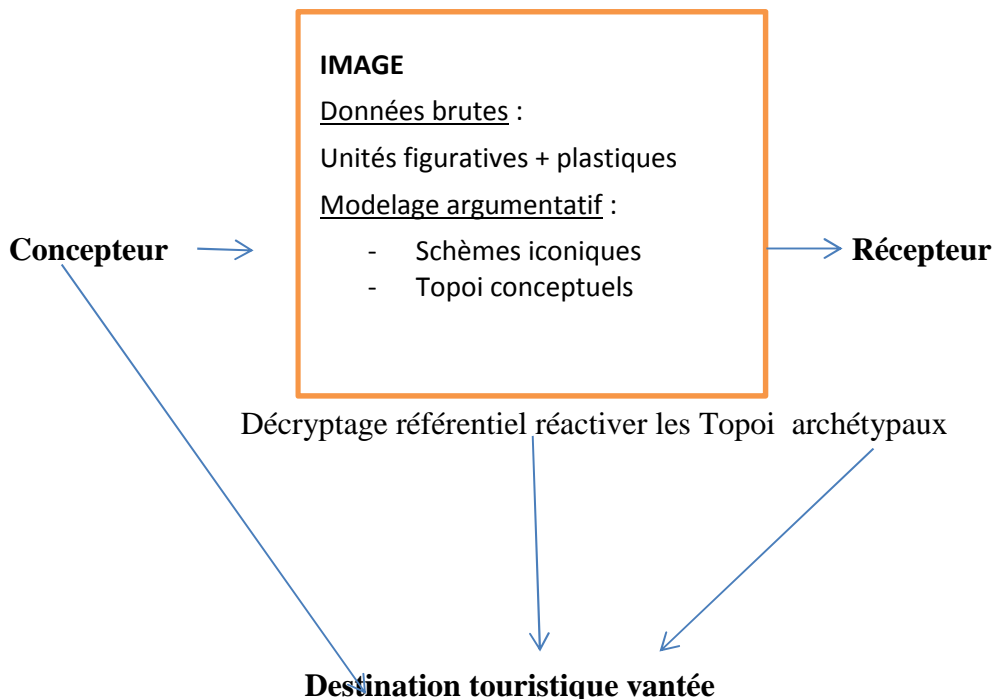 IMAGE
Données brutes :
Unités figuratives + plastiques
Modelage argumentatif :
- Schèmes iconiques
- Topoi conceptuels
Concepteur
Récepteur
Décryptage référentiel réactiver les Topoi archétypaux
Destination touristique vantée